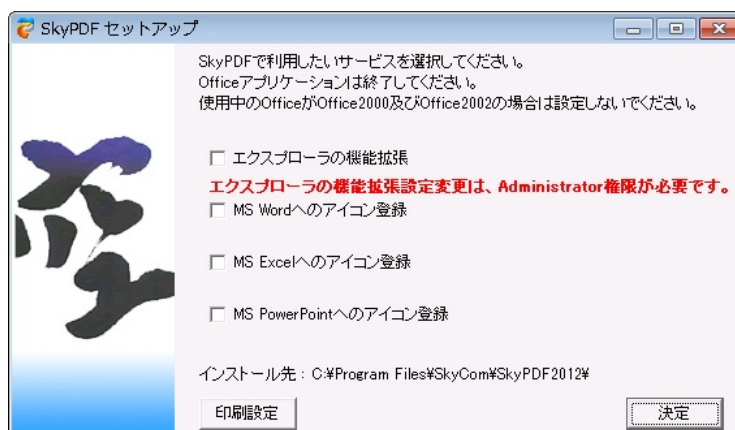 SkyPDF セットアップ
SkyPDFで利用したいサービスを選択してください。
Officeアプリケーションは終了してください。
使用中のOfficeがOffice2000及びOffice2002の場合は設定しないでください。
エクスプローラの機能拡張
エクスプローラの機能拡張設定変更は、Administrator権限が必要です。
MS Wordへのアイコン登録
MS Excelへのアイコン登録
MS PowerPointへのアイコン登録
インストール先 : C:¥Program Files¥SkyCom¥SkyPDF2012¥
印刷設定
決定